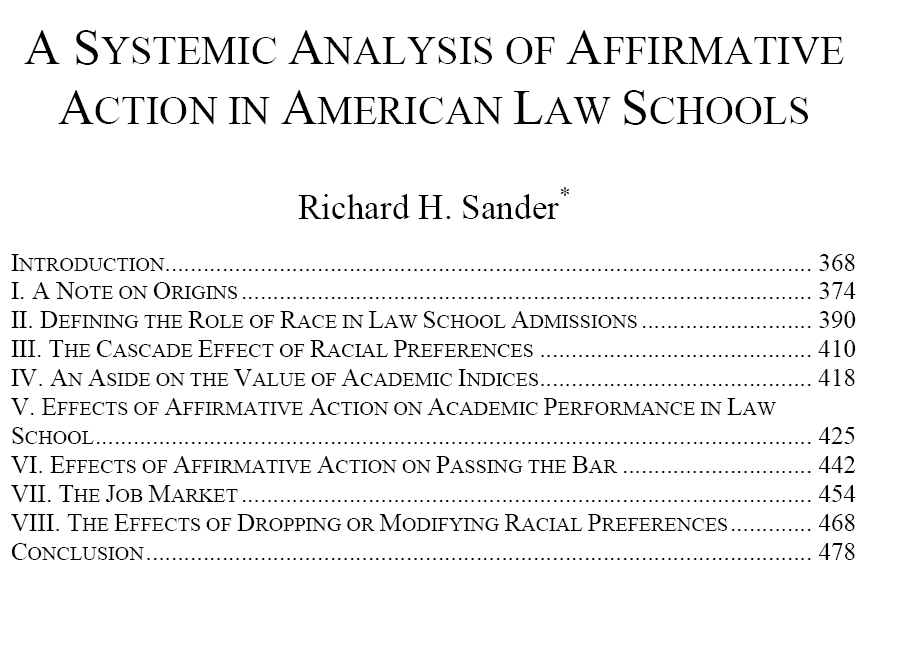 A SYSTEMIC ANALYSIS OF AFFIRMATIVE
ACTION IN AMERICAN LAW SCHOOLS
Richard H. Sander*
INTRODUCTION.................................................................................................... 368
I. A NOTE ON ORIGINS ......................................................................................... 374
II. DEFINING THE ROLE OF RACE IN LAW SCHOOL ADMISSIONS ........................... 390
III. THE CASCADE EFFECT OF RACIAL PREFERENCES .......................................... 410
IV. AN ASIDE ON THE VALUE OF ACADEMIC INDICES.......................................... 418
V. EFFECTS OF AFFIRMATIVE ACTION ON ACADEMIC PERFORMANCE IN LAW
SCHOOL................................................................................................................ 425
VI. EFFECTS OF AFFIRMATIVE ACTION ON PASSING THE BAR ............................. 442
VII. THE JOB MARKET ......................................................................................... 454
VIII. THE EFFECTS OF DROPPING OR MODIFYING RACIAL PREFERENCES ............. 468
CONCLUSION........................................................................................................ 478